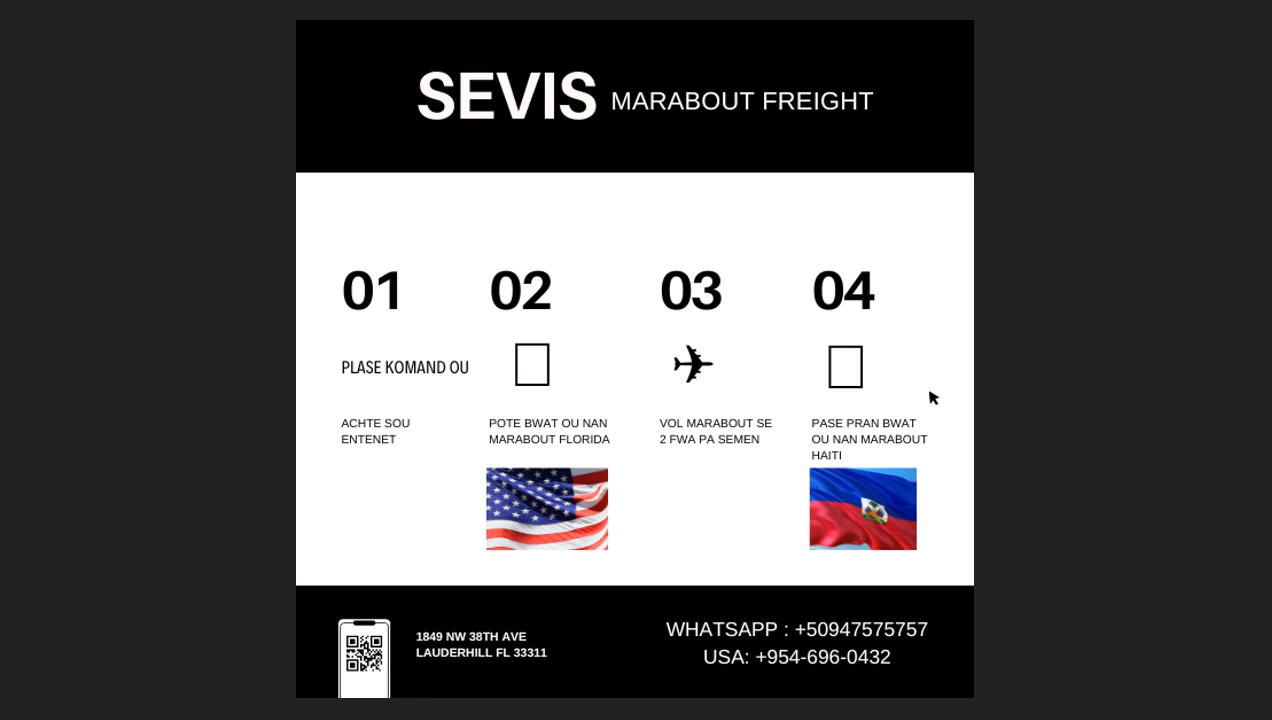 SEVIS MARABOUT FREIGHT
01
02
03
04
PLASE KOMAND OU
ACHTE SOU
ENTENET
POTE BWAT OU NAN
MARABOUT FLORIDA
VOL MARABOUT SE
2 FWA PA SEMEN
PASE PRAN BWAT
OU NAN MARABOUT
HAITI
1849 NW 38TH AVE
LAUDERHILL FL 33311
WHATSAPP : +50947575757
USA: +954-696-0432